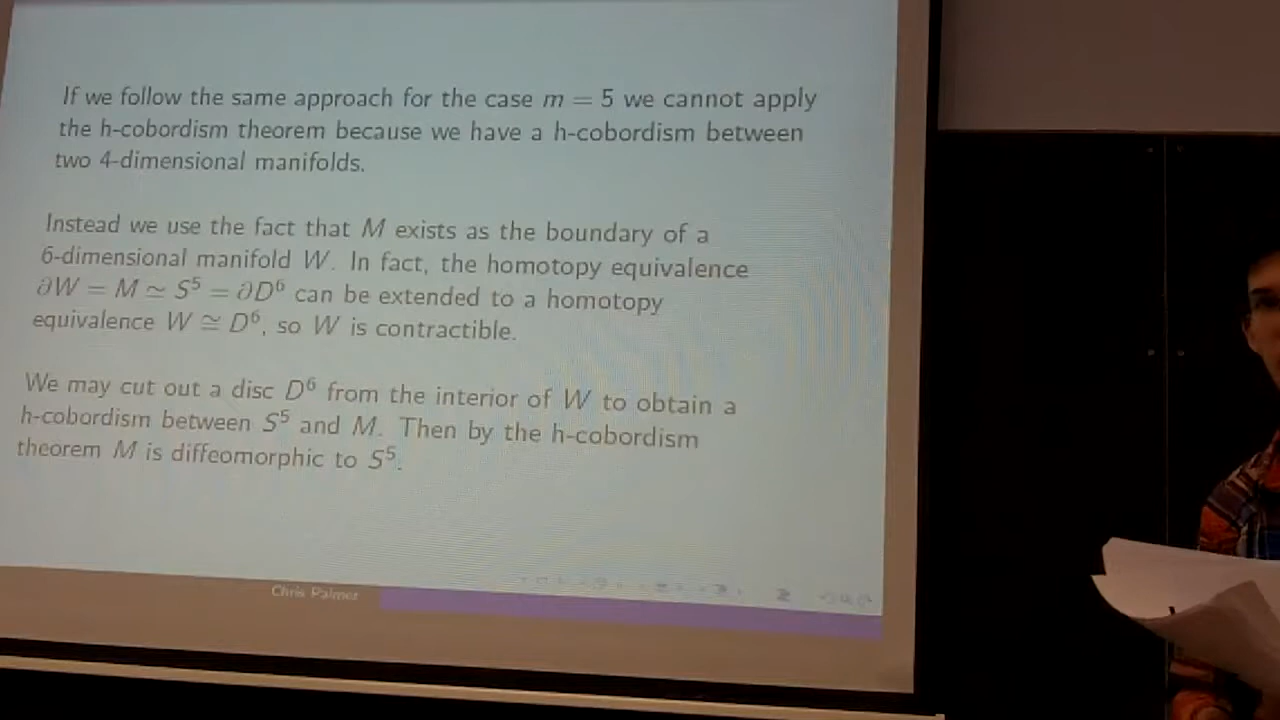 If we follow the same approach for the case m = 5 we cannot apply
the h-cobordism theorem because we have a h-cobordism between
two 4-dimensional manifolds.
Instead we use the fact that M exists as the boundary of a
6-dimensional manifold W. In fact, the homotopy equivalence
∂W = M ≃ S⁵ = ∂D⁶ can be extended to a homotopy
equivalence W ≅ D⁶, so W is contractible.
We may cut out a disc D⁶ from the interior of W to obtain a
h-cobordism between S⁵ and M. Then by the h-cobordism
theorem M is diffeomorphic to S⁵.
Chris Palmer